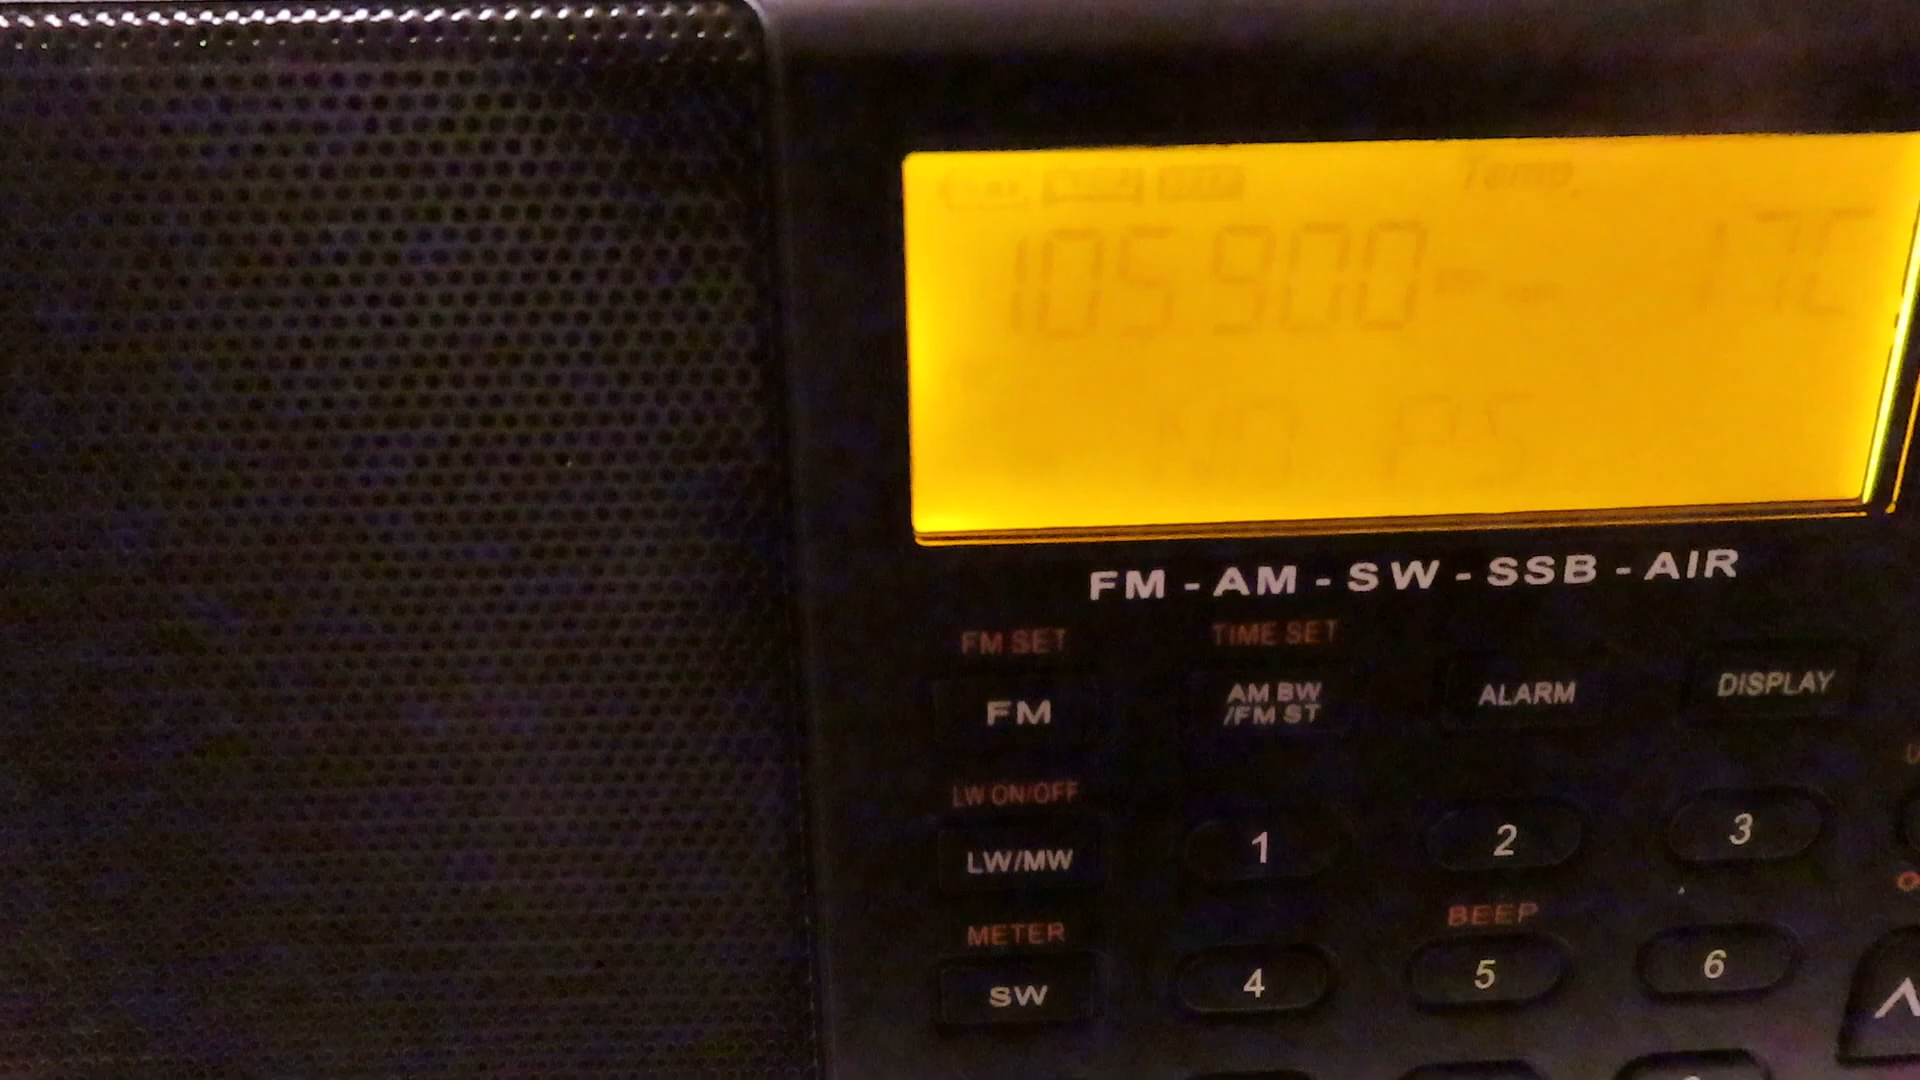 Temp.
105.900
NO PS
FM - AM - SW - SSB - AIR
FM SET TIME SET
FM AM BW ALARM DISPLAY
/FM ST
LW ON/OFF
LW/MW 1 2 3
METER BEEP
SW 4 5 6